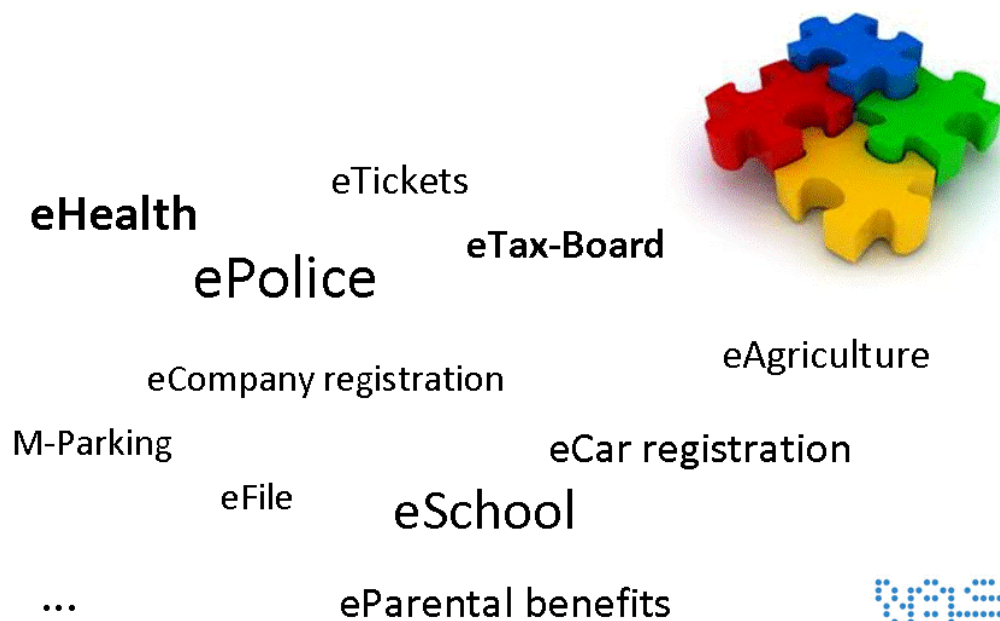 eTickets
eHealth
eTax-Board
ePolice
eAgriculture
eCompany registration
M-Parking
eCar registration
eFile
eSchool
...
eParental benefits